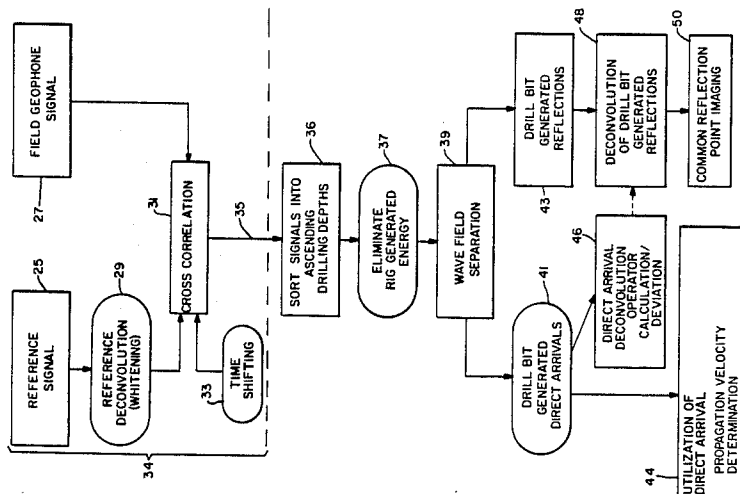 REFERENCE
SIGNAL
25
FIELD GEOPHONE
SIGNAL
27
REFERENCE
DECONVOLUTION
(WHITENING)
29
CROSS CORRELATION
31
TIME
SHIFTING
33
34
35
SORT SIGNALS INTO
ASCENDING
DRILLING DEPTHS
36
ELIMINATE
RIG GENERATED
ENERGY
37
WAVE FIELD
SEPARATION
39
DRILL BIT
GENERATED
DIRECT ARRIVALS
41
DRILL BIT
GENERATED
REFLECTIONS
43
DIRECT ARRIVAL
DECONVOLUTION
OPERATOR
CALCULATION/
DEVIATION
46
DECONVOLUTION
OF DRILL BIT
GENERATED
REFLECTIONS
48
UTILIZATION OF
DIRECT ARRIVAL
PROPAGATION VELOCITY
DETERMINATION
44
COMMON REFLECTION
POINT IMAGING
50